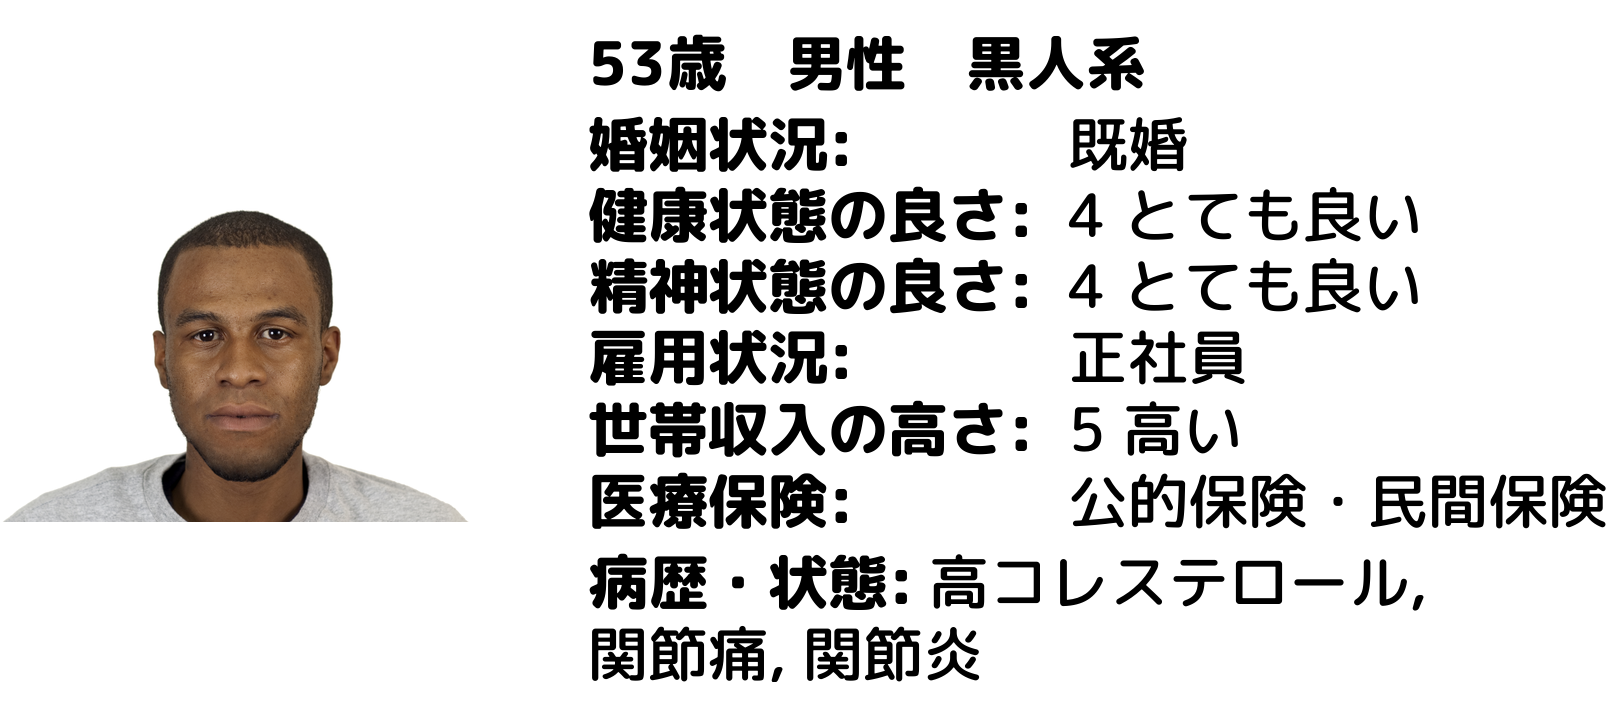 53歳　男性　黒人系
婚姻状況: 既婚
健康状態の良さ: 4 とても良い
精神状態の良さ: 4 とても良い
雇用状況: 正社員
世帯収入の高さ: 5 高い
医療保険: 公的保険・民間保険
病歴・状態: 高コレステロール,
関節痛, 関節炎